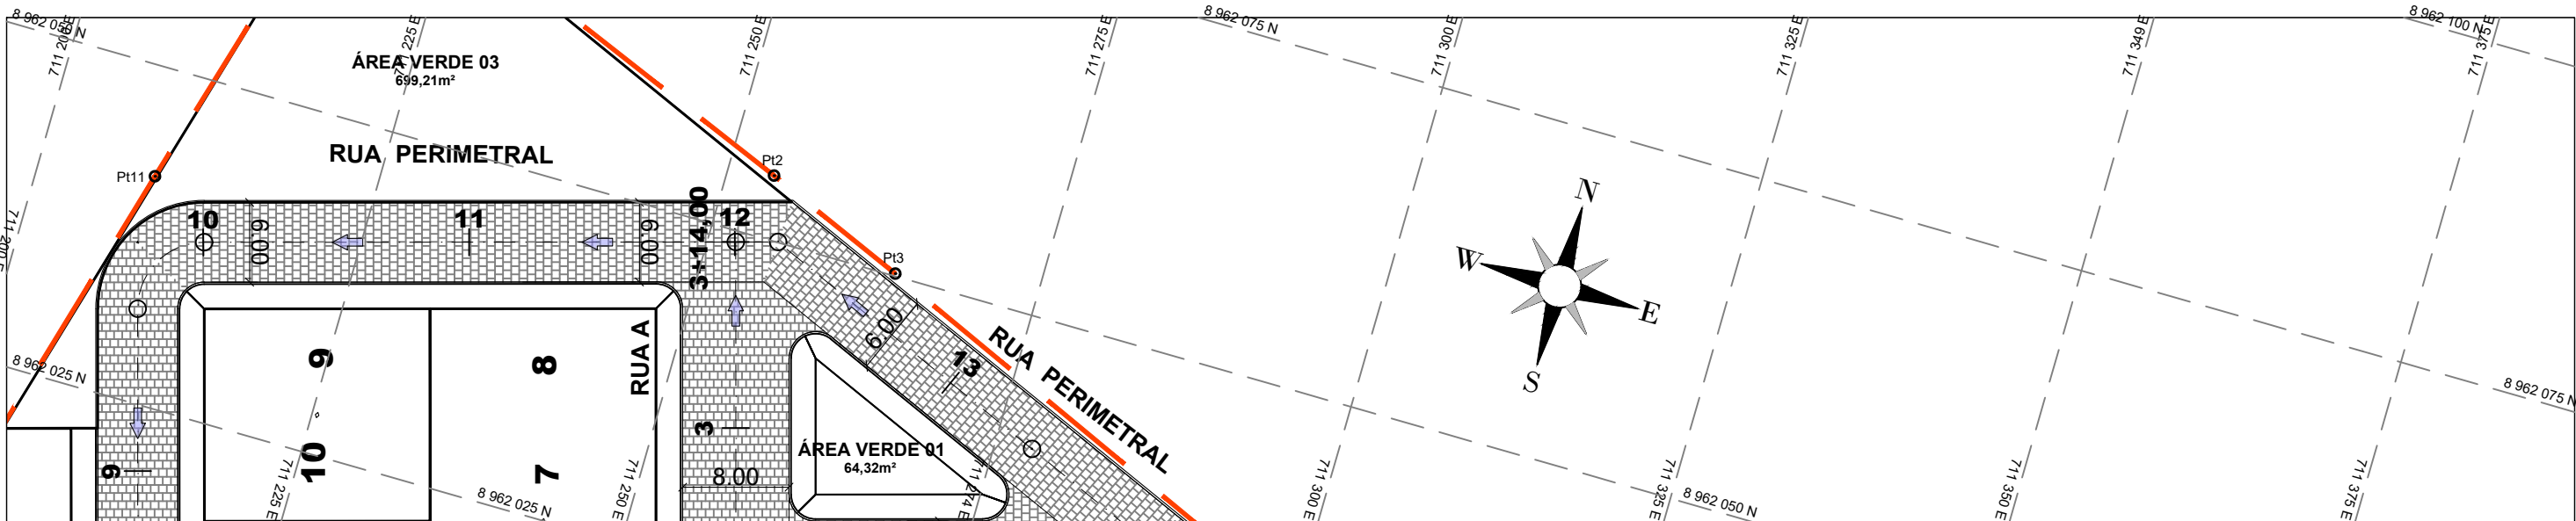 8 962 050 N
711 200 E
711 225 E
711 250 E
8 962 075 N
711 275 E
711 300 E
711 325 E
711 349 E
8 962 100 N
711 375 E
ÁREA VERDE 03
699,21m²
RUA PERIMETRAL
Pt11
Pt2
10
6.00
11
6.00
3+14,00
12
Pt3
N
W
E
S
711 200 E
8 962 025 N
9
8
RUA A
6.00
13
RUA PERIMETRAL
8 962 075 N
10
9
7
3
8.00
ÁREA VERDE 01
64,32m²
711 225 E
8 962 025 N
711 250 E
711 274 E
711 300 E
711 325 E
8 962 050 N
711 350 E
711 375 E